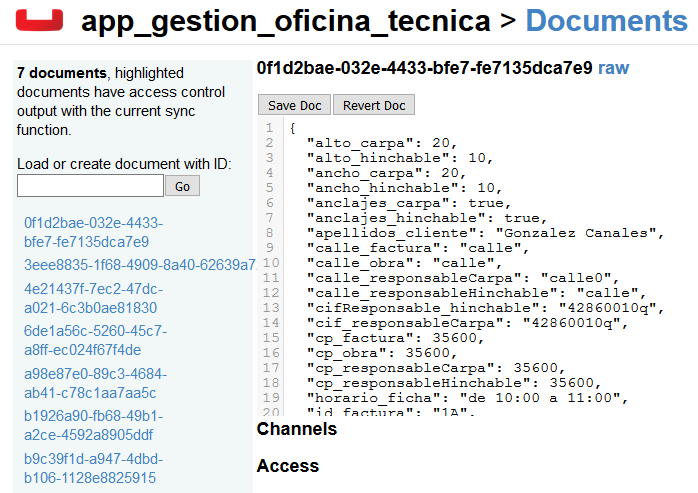 app_gestion_oficina_tecnica > Documents
7 documents, highlighted
documents have access control
output with the current sync
function.
Load or create document with ID:
Go
0f1d2bae-032e-4433-
bfe7-fe7135dca7e9
3eee8835-1f68-4909-8a40-62639a7
4e21437f-7ec2-47dc-
a021-6c3b0ae81830
6de1a56c-5260-45c7-
a8ff-ec024f67f4de
a98e87e0-89c3-4684-
ab41-c78c1aa7aa5c
b1926a90-fb68-49b1-
a2ce-4592a8905ddf
b9c39f1d-a947-4dbd-
b106-1128e8825915
0f1d2bae-032e-4433-bfe7-fe7135dca7e9 raw
Save Doc Revert Doc
1 {
2 "alto_carpa": 20,
3 "alto_hinchable": 10,
4 "ancho_carpa": 20,
5 "ancho_hinchable": 10,
6 "anclajes_carpa": true,
7 "anclajes_hinchable": true,
8 "apellidos_cliente": "Gonzalez Canales",
9 "calle_factura": "calle",
10 "calle_obra": "calle",
11 "calle_responsableCarpa": "calle0",
12 "calle_responsableHinchable": "calle",
13 "cifResponsable_hinchable": "42860010q",
14 "cif_responsableCarpa": "42860010q",
15 "cp_factura": 35600,
16 "cp_obra": 35600,
17 "cp_responsableCarpa": 35600,
18 "cp_responsableHinchable": 35600,
19 "horario_ficha": "de 10:00 a 11:00",
20 "id_factura": "1A",
Channels
Access